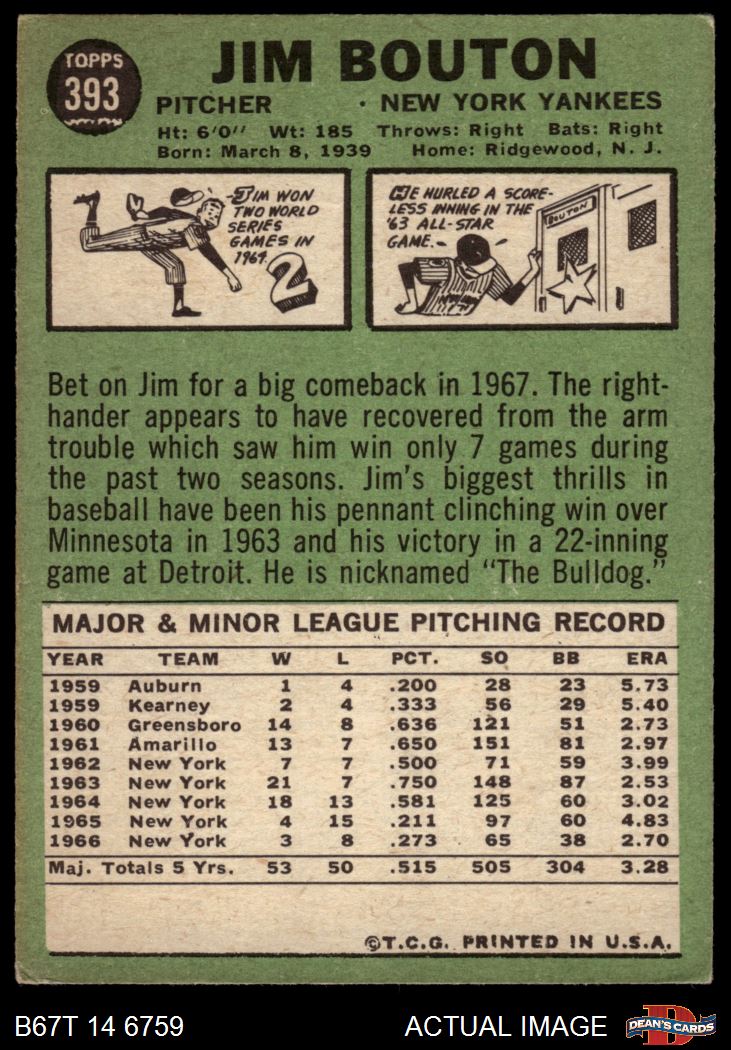 TOPPS
393
JIM BOUTON
PITCHER · NEW YORK YANKEES
Ht: 6'0" Wt: 185 Throws: Right Bats: Right
Born: March 8, 1939 Home: Ridgewood, N. J.
JIM WON
TWO WORLD
SERIES
GAMES IN
1964.
2
HE HURLED A SCORE-
LESS INNING IN THE
'63 ALL-STAR
GAME.
BOUTON
Bet on Jim for a big comeback in 1967. The right-
hander appears to have recovered from the arm
trouble which saw him win only 7 games during
the past two seasons. Jim's biggest thrills in
baseball have been his pennant clinching win over
Minnesota in 1963 and his victory in a 22-inning
game at Detroit. He is nicknamed "The Bulldog."
MAJOR & MINOR LEAGUE PITCHING RECORD
YEAR TEAM W L PCT. SO BB ERA
1959 Auburn 1 4 .200 28 23 5.73
1959 Kearney 2 4 .333 56 29 5.40
1960 Greensboro 14 8 .636 121 51 2.73
1961 Amarillo 13 7 .650 151 81 2.97
1962 New York 7 7 .500 71 59 3.99
1963 New York 21 7 .750 148 87 2.53
1964 New York 18 13 .581 125 60 3.02
1965 New York 4 15 .211 97 60 4.83
1966 New York 3 8 .273 65 38 2.70
Maj. Totals 5 Yrs. 53 50 .515 505 304 3.28
©T.C.G. PRINTED IN U.S.A.
B67T 14 6759 ACTUAL IMAGE
D
DEAN'S CARDS